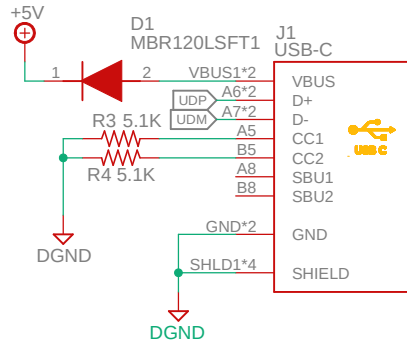 +5V
D1
MBR120LSFT1
J1
USB-C
1
2
VBUS1*2
VBUS
UDP
A6*2
D+
UDM
A7*2
D-
R3 5.1K
A5
CC1
B5
CC2
R4 5.1K
A8
SBU1
B8
SBU2
USB C
GND*2
GND
DGND
SHLD1*4
SHIELD
DGND